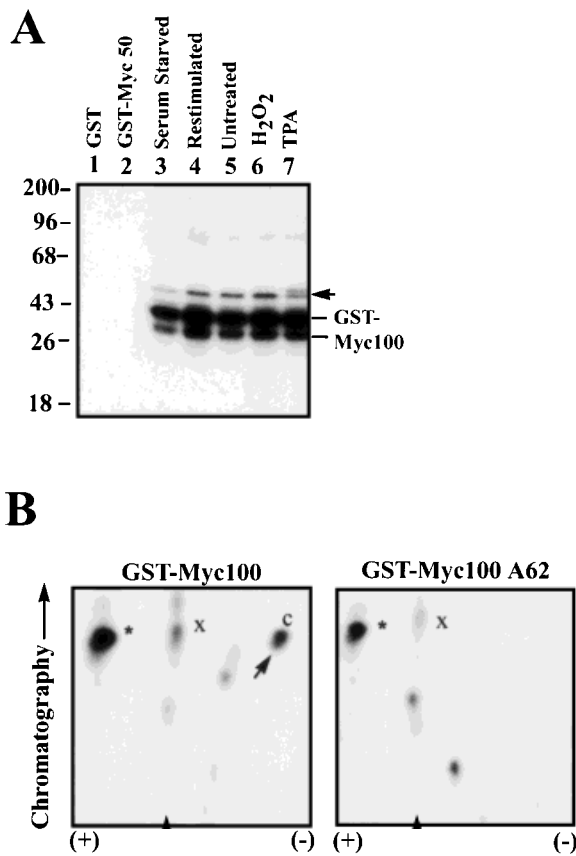 A
GST
GST-Myc 50
Serum Starved
Restimulated
Untreated
H2O2
TPA
1 2 3 4 5 6 7
200-
96-
68-
43-
26-
18-
GST-
Myc100
B
GST-Myc100
GST-Myc100 A62
Chromatography
* X C
* X
(+) (-)
(+) (-)